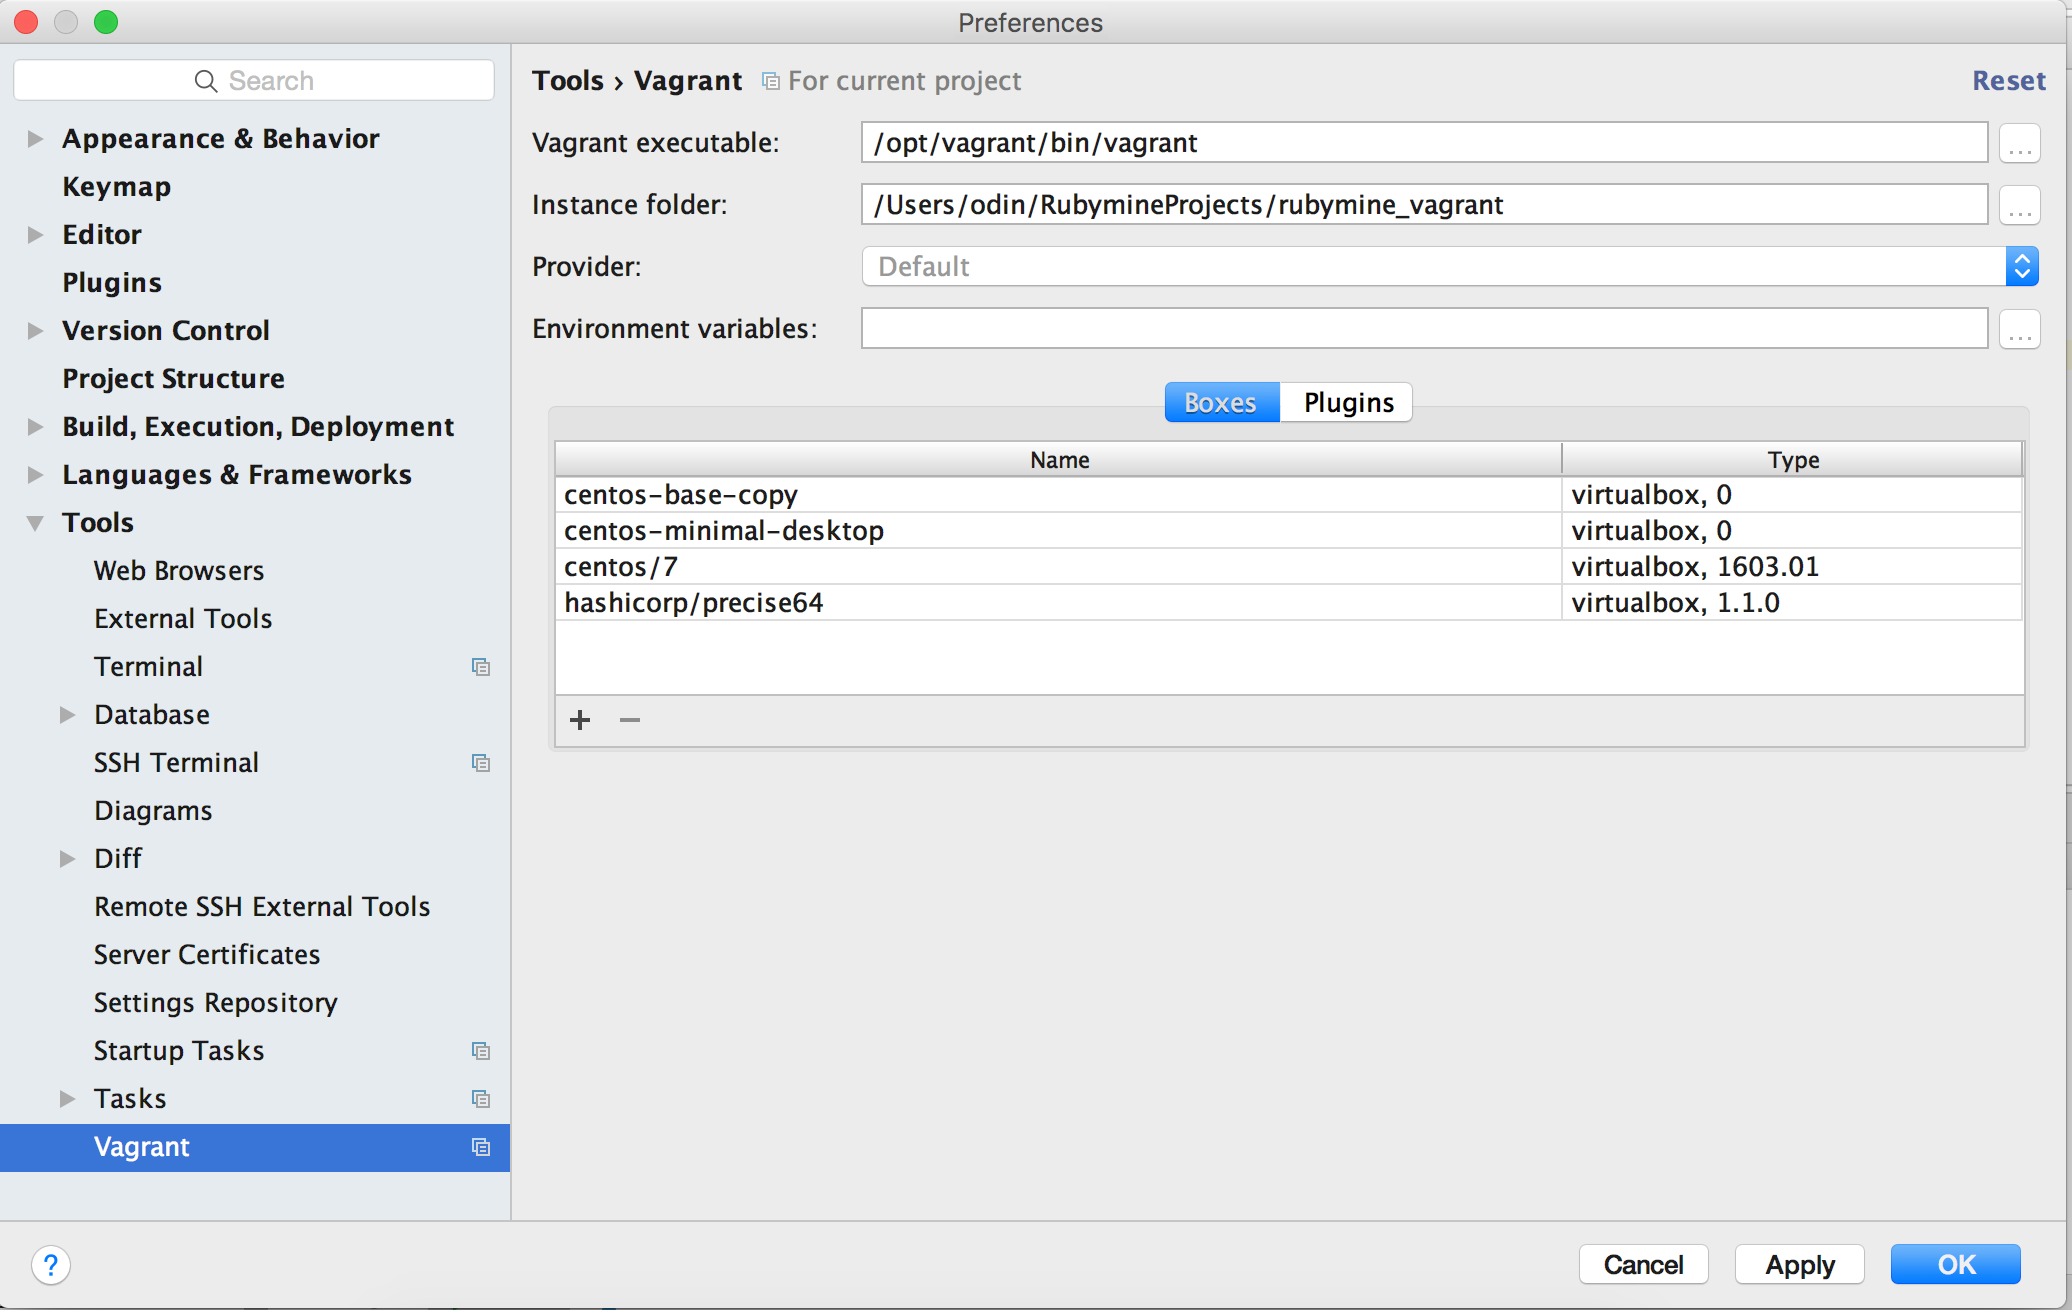 Preferences
Search
Appearance & Behavior
Keymap
Editor
Plugins
Version Control
Project Structure
Build, Execution, Deployment
Languages & Frameworks
Tools
Web Browsers
External Tools
Terminal
Database
SSH Terminal
Diagrams
Diff
Remote SSH External Tools
Server Certificates
Settings Repository
Startup Tasks
Tasks
Vagrant
Tools › Vagrant For current project Reset
Vagrant executable: /opt/vagrant/bin/vagrant ...
Instance folder: /Users/odin/RubymineProjects/rubymine_vagrant ...
Provider: Default
Environment variables: ...
Boxes Plugins
Name Type
centos-base-copy virtualbox, 0
centos-minimal-desktop virtualbox, 0
centos/7 virtualbox, 1603.01
hashicorp/precise64 virtualbox, 1.1.0
+ −
? Cancel Apply OK